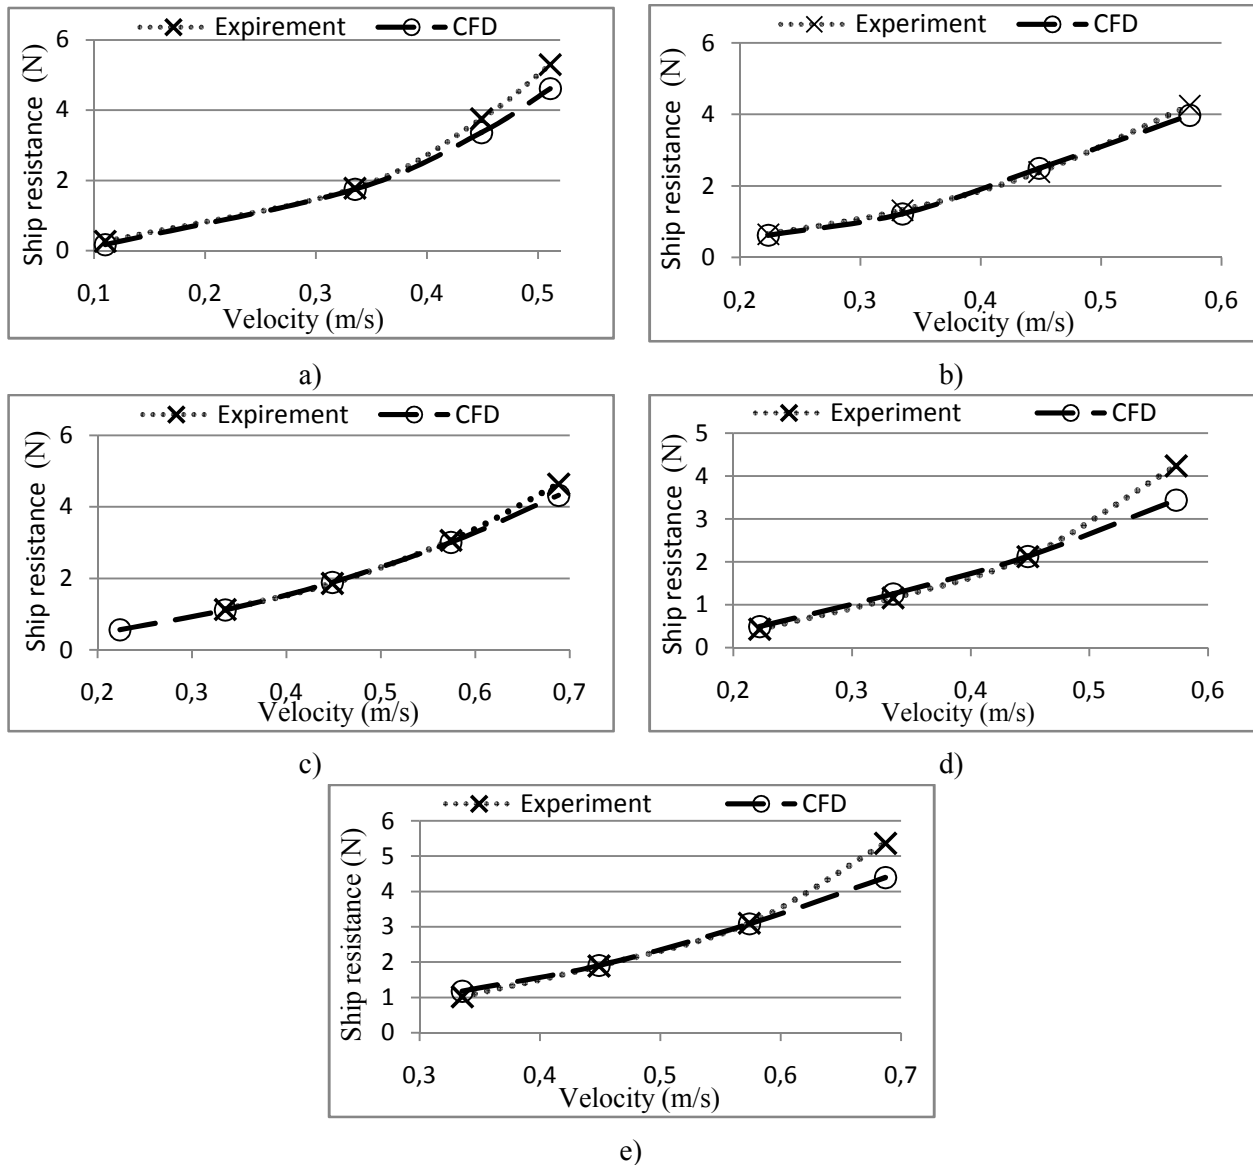 Expirement CFD
Ship resistance (N)
6
4
2
0
0,1 0,2 0,3 0,4 0,5
Velocity (m/s)
a)
Experiment CFD
Ship resistance (N)
6
4
2
0
0,2 0,3 0,4 0,5 0,6
Velocity (m/s)
b)
Expirement CFD
Ship resistance (N)
6
4
2
0
0,2 0,3 0,4 0,5 0,6 0,7
Velocity (m/s)
c)
Experiment CFD
Ship resistance (N)
5
4
3
2
1
0
0,2 0,3 0,4 0,5 0,6
Velocity (m/s)
d)
Experiment CFD
Ship resistance (N)
6
5
4
3
2
1
0
0,3 0,4 0,5 0,6 0,7
Velocity (m/s)
e)